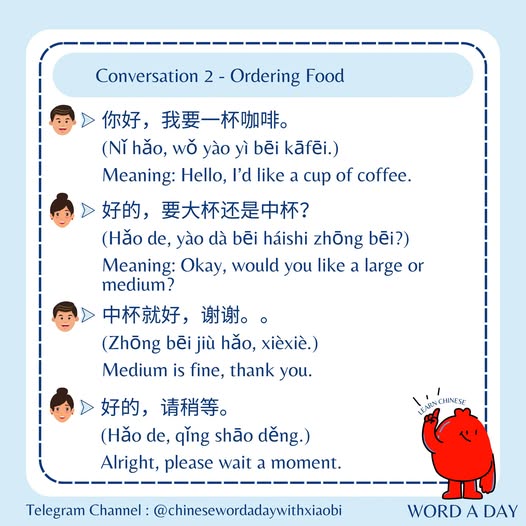 Conversation 2 - Ordering Food
你好，我要一杯咖啡。
(Nǐ hǎo, wǒ yào yì bēi kāfēi.)
Meaning: Hello, I'd like a cup of coffee.
好的，要大杯还是中杯？
(Hǎo de, yào dà bēi háishi zhōng bēi?)
Meaning: Okay, would you like a large or
medium?
中杯就好，谢谢。。
(Zhōng bēi jiù hǎo, xièxiè.)
Medium is fine, thank you.
好的，请稍等。
(Hǎo de, qǐng shāo děng.)
Alright, please wait a moment.
LEARN CHINESE
Telegram Channel : @chinesewordadaywithxiaobi
WORD A DAY